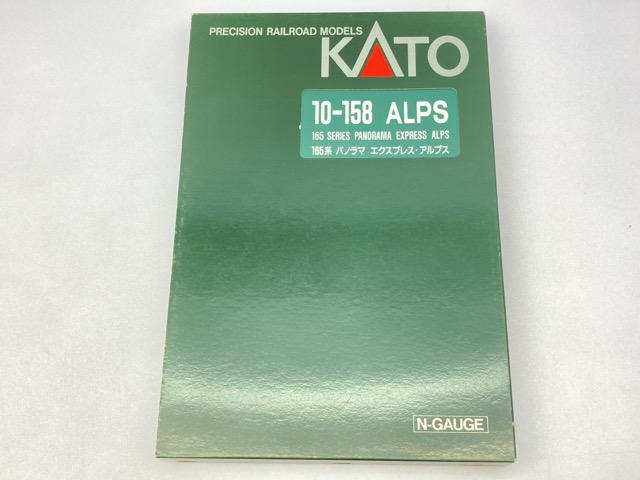 PRECISION RAILROAD MODELS
KATO
10-158 ALPS
165 SERIES PANORAMA EXPRESS ALPS
165系 パノラマ エクスプレス・アルプス
N-GAUGE